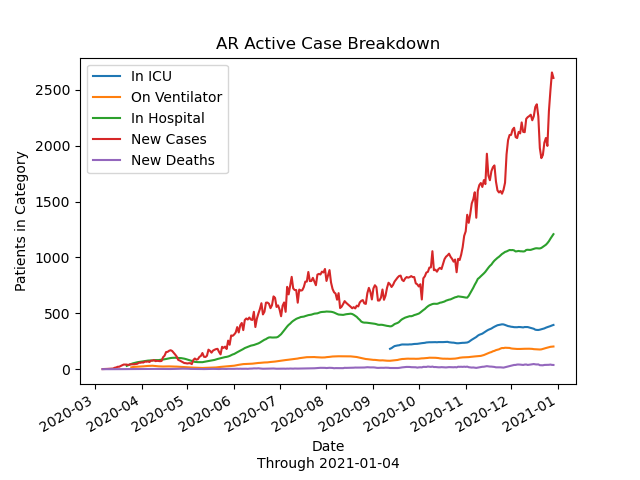 AR Active Case Breakdown
In ICU
On Ventilator
In Hospital
New Cases
New Deaths
Patients in Category
2500
2000
1500
1000
500
0
2020-03
2020-04
2020-05
2020-06
2020-07
2020-08
2020-09
2020-10
2020-11
2020-12
2021-01
Date
Through 2021-01-04